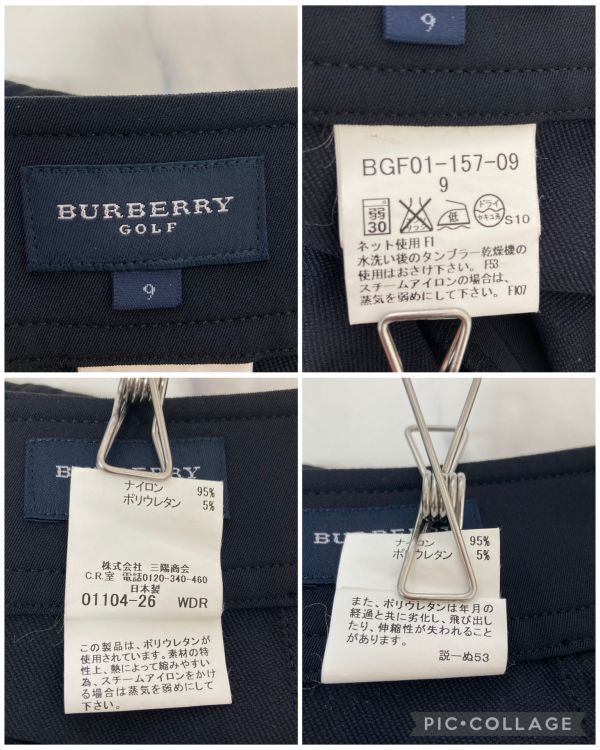 BURBERRY
GOLF
9
9
BGF01-157-09
9
弱
30
低
ドライ
セキユ系
S10
ネット使用 F1
水洗い後のタンブラー乾燥機の
使用はおさけ下さい。 F53
スチームアイロンの場合は、
蒸気を弱めにして下さい。 F107
ナイロン 95%
ポリウレタン 5%
株式会社 三陽商会
C.R.室 電話0120-340-460
日本製
01104-26 WDR
この製品は、ポリウレタンが
使用されています。素材の特
性上、熱によって縮みやすい
為、スチームアイロンをかけ
る場合は蒸気を弱めにして
下さい。
ナイロン 95%
ポリウレタン 5%
また、ポリウレタンは年月の
経過と共に劣化し、飛び出し
たり、伸縮性が失われること
があります。
説-ぬ53
PIC•COLLAGE